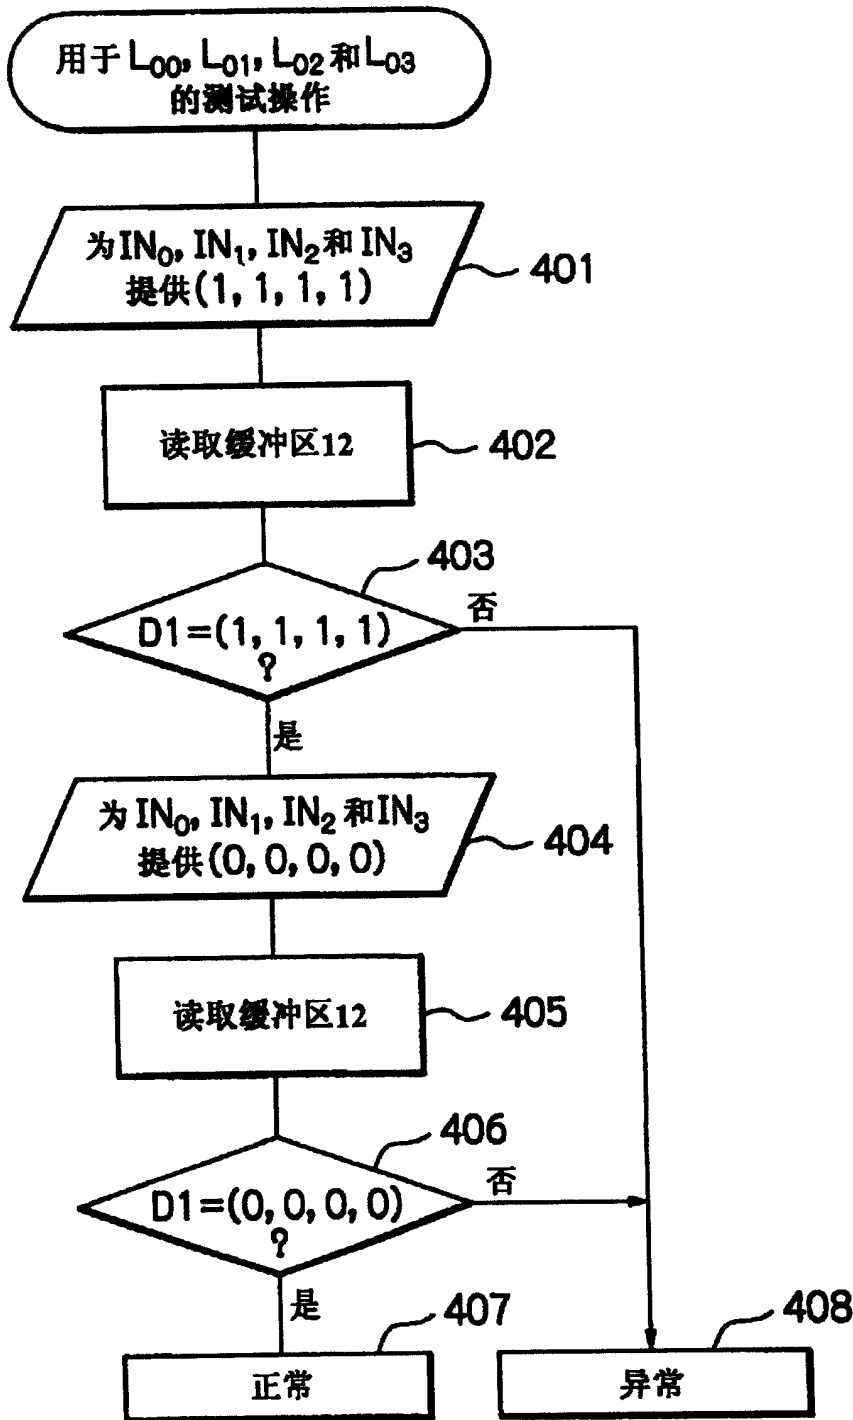 用于L00, L01, L02和L03
的测试操作
为IN0, IN1, IN2和IN3
提供(1, 1, 1, 1)
401
读取缓冲区12
402
403
D1=(1, 1, 1, 1)
?
否
是
为IN0, IN1, IN2和IN3
提供(0, 0, 0, 0)
404
读取缓冲区12
405
406
D1=(0, 0, 0, 0)
?
否
是
407
正常
408
异常